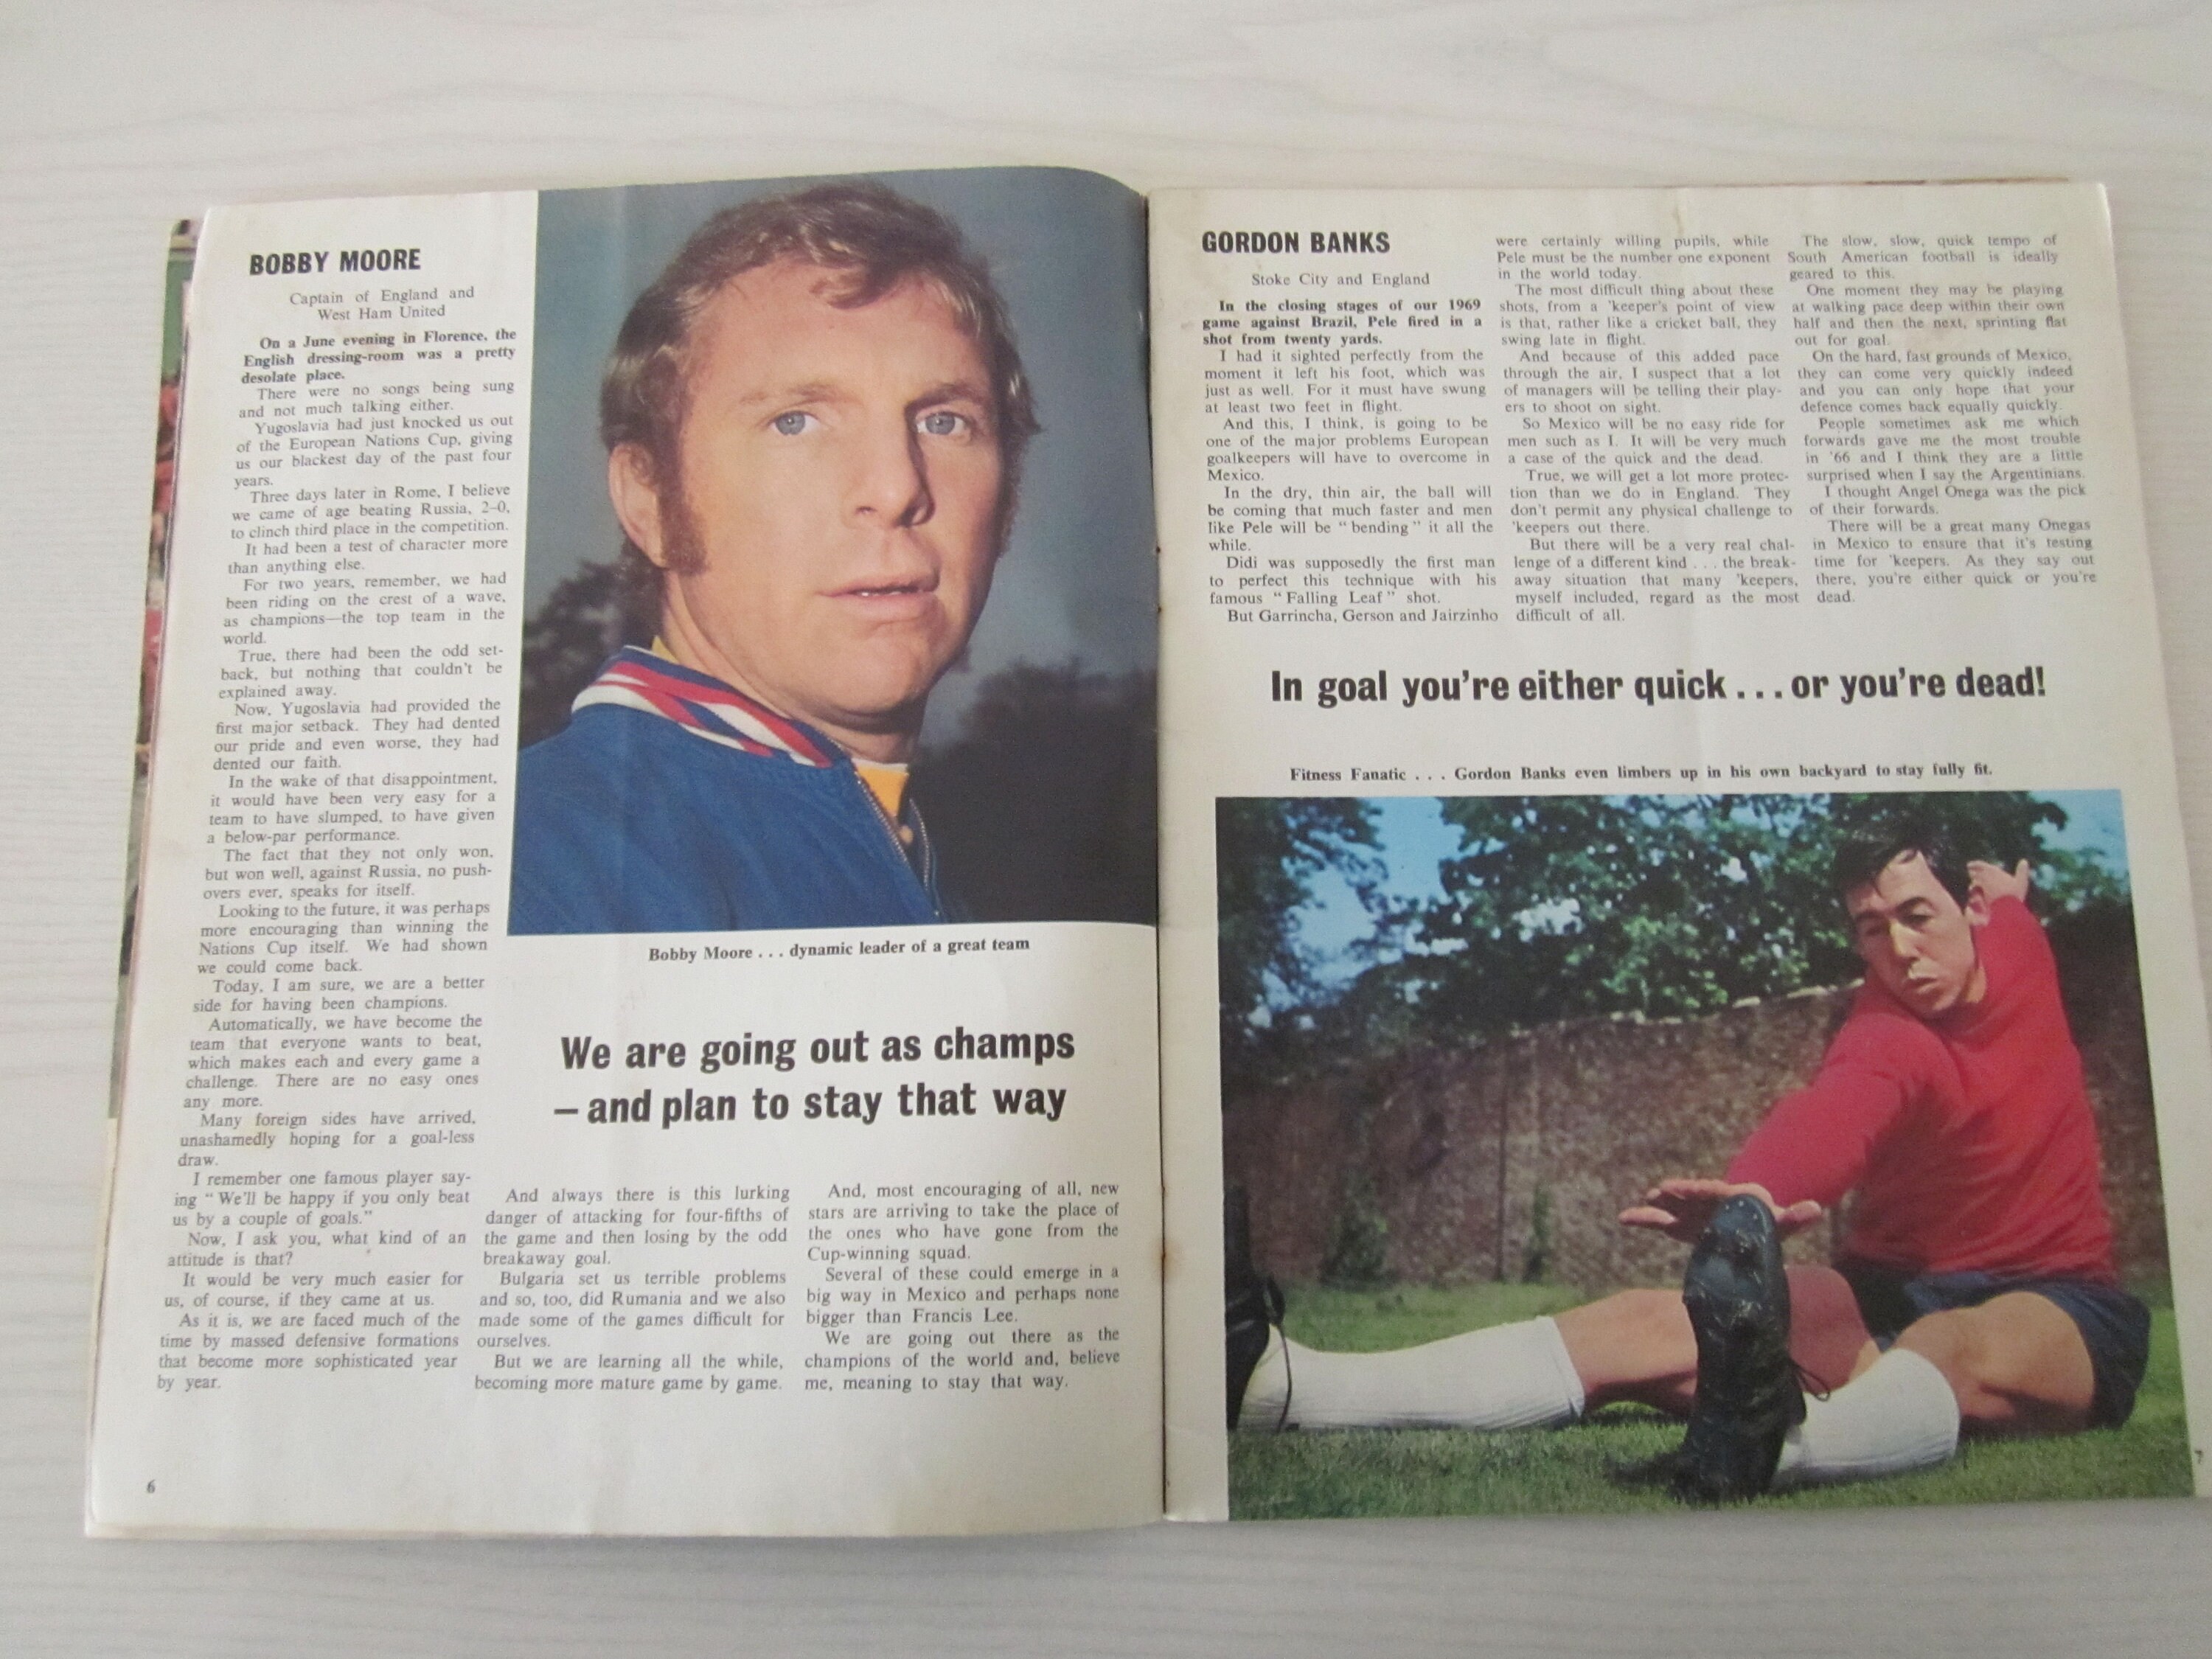 BOBBY MOORE
Captain of England and
West Ham United
On a June evening in Florence, the
English dressing-room was a pretty
desolate place.
There were no songs being sung
and not much talking either.
Yugoslavia had just knocked us out
of the European Nations Cup, giving
us our blackest day of the past four
years.
Three days later in Rome, I believe
we came of age beating Russia, 2–0,
to clinch third place in the competition.
It had been a test of character more
than anything else.
For two years, remember, we had
been riding on the crest of a wave,
as champions—the top team in the
world.
True, there had been the odd set-
back, but nothing that couldn't be
explained away.
Now, Yugoslavia had provided the
first major setback. They had dented
our pride and even worse, they had
dented our faith.
In the wake of that disappointment,
it would have been very easy for a
team to have slumped, to have given
a below-par performance.
The fact that they not only won,
but won well, against Russia, no push-
overs ever, speaks for itself.
Looking to the future, it was perhaps
more encouraging than winning the
Nations Cup itself. We had shown
we could come back.
Today, I am sure, we are a better
side for having been champions.
Automatically, we have become the
team that everyone wants to beat,
which makes each and every game a
challenge. There are no easy ones
any more.
Many foreign sides have arrived,
unashamedly hoping for a goal-less
draw.
I remember one famous player say-
ing "We'll be happy if you only beat
us by a couple of goals."
Now, I ask you, what kind of an
attitude is that?
It would be very much easier for
us, of course, if they came at us.
As it is, we are faced much of the
time by massed defensive formations
that become more sophisticated year
by year.
Bobby Moore . . . dynamic leader of a great team
We are going out as champs
– and plan to stay that way
And always there is this lurking
danger of attacking for four-fifths of
the game and then losing by the odd
breakaway goal.
Bulgaria set us terrible problems
and so, too, did Rumania and we also
made some of the games difficult for
ourselves.
But we are learning all the while,
becoming more mature game by game.
And, most encouraging of all, new
stars are arriving to take the place of
the ones who have gone from the
Cup-winning squad.
Several of these could emerge in a
big way in Mexico and perhaps none
bigger than Francis Lee.
We are going out there as the
champions of the world and, believe
me, meaning to stay that way.
6
GORDON BANKS
Stoke City and England
In the closing stages of our 1969
game against Brazil, Pele fired in a
shot from twenty yards.
I had it sighted perfectly from the
moment it left his foot, which was
just as well. For it must have swung
at least two feet in flight.
And this, I think, is going to be
one of the major problems European
goalkeepers will have to overcome in
Mexico.
In the dry, thin air, the ball will
be coming that much faster and men
like Pele will be "bending" it all the
while.
Didi was supposedly the first man
to perfect this technique with his
famous "Falling Leaf" shot.
But Garrincha, Gerson and Jairzinho
were certainly willing pupils, while
Pele must be the number one exponent
in the world today.
The most difficult thing about these
shots, from a 'keeper's point of view
is that, rather like a cricket ball, they
swing late in flight.
And because of this added pace
through the air, I suspect that a lot
of managers will be telling their play-
ers to shoot on sight.
So Mexico will be no easy ride for
men such as I. It will be very much
a case of the quick and the dead.
True, we will get a lot more protec-
tion than we do in England. They
don't permit any physical challenge to
'keepers out there.
But there will be a very real chal-
lenge of a different kind . . . the break-
away situation that many 'keepers,
myself included, regard as the most
difficult of all.
The slow, slow, quick tempo of
South American football is ideally
geared to this.
One moment they may be playing
at walking pace deep within their own
half and then the next, sprinting flat
out for goal.
On the hard, fast grounds of Mexico,
they can come very quickly indeed
and you can only hope that your
defence comes back equally quickly.
People sometimes ask me which
forwards gave me the most trouble
in '66 and I think they are a little
surprised when I say the Argentinians.
I thought Angel Onega was the pick
of their forwards.
There will be a great many Onegas
in Mexico to ensure that it's testing
time for 'keepers. As they say out
there, you're either quick or you're
dead.
In goal you're either quick . . . or you're dead!
Fitness Fanatic . . . Gordon Banks even limbers up in his own backyard to stay fully fit.
7